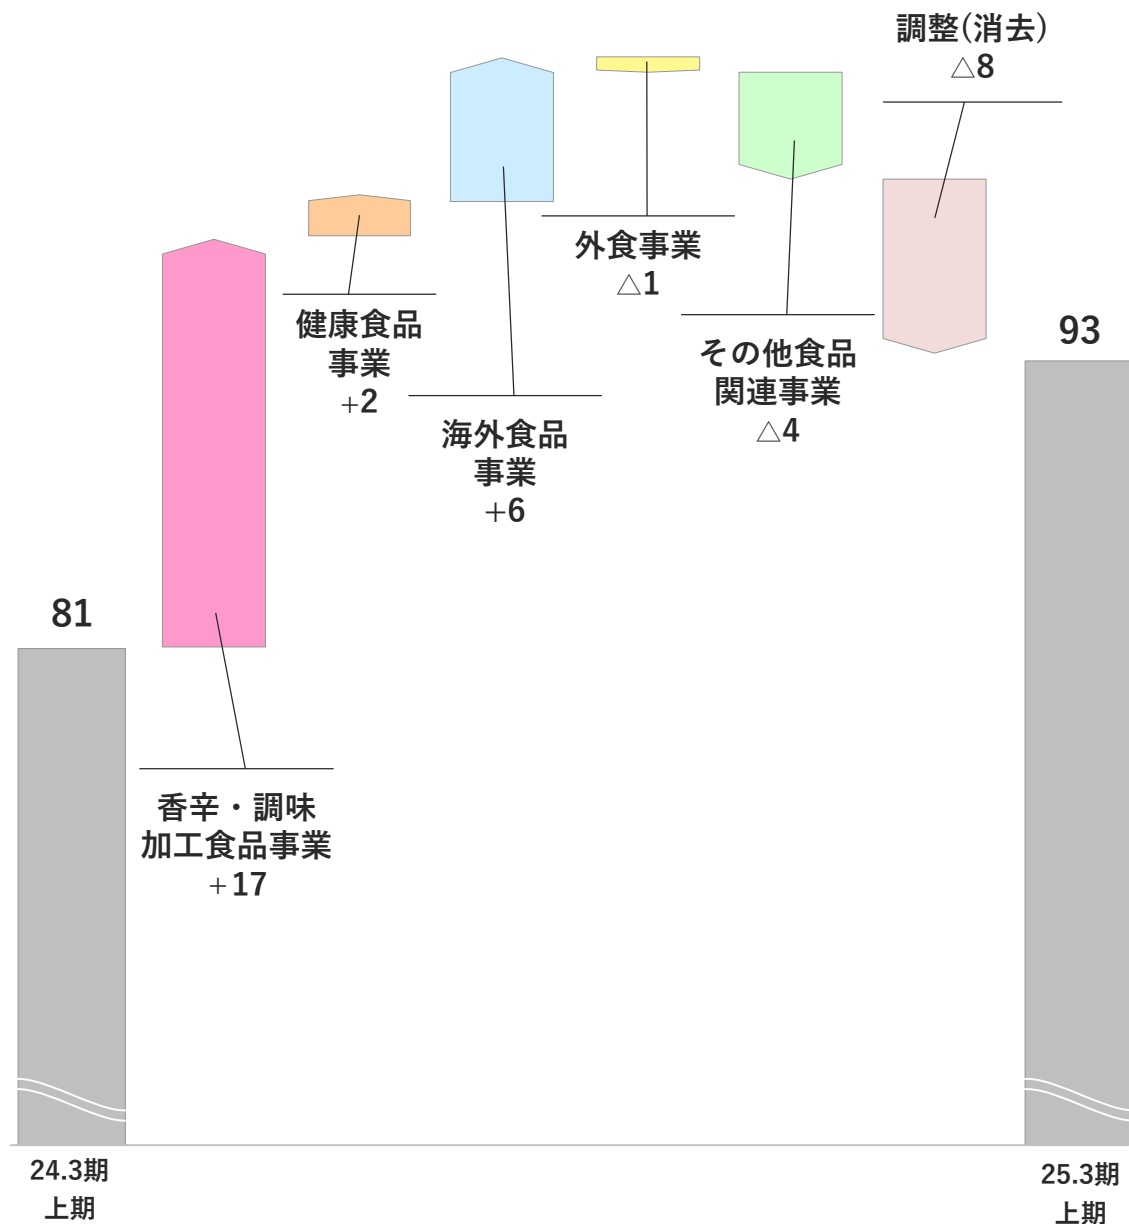 81
香辛・調味
加工食品事業
+17
健康食品
事業
+2
海外食品
事業
+6
外食事業
△1
その他食品
関連事業
△4
調整(消去)
△8
93
24.3期
上期
25.3期
上期